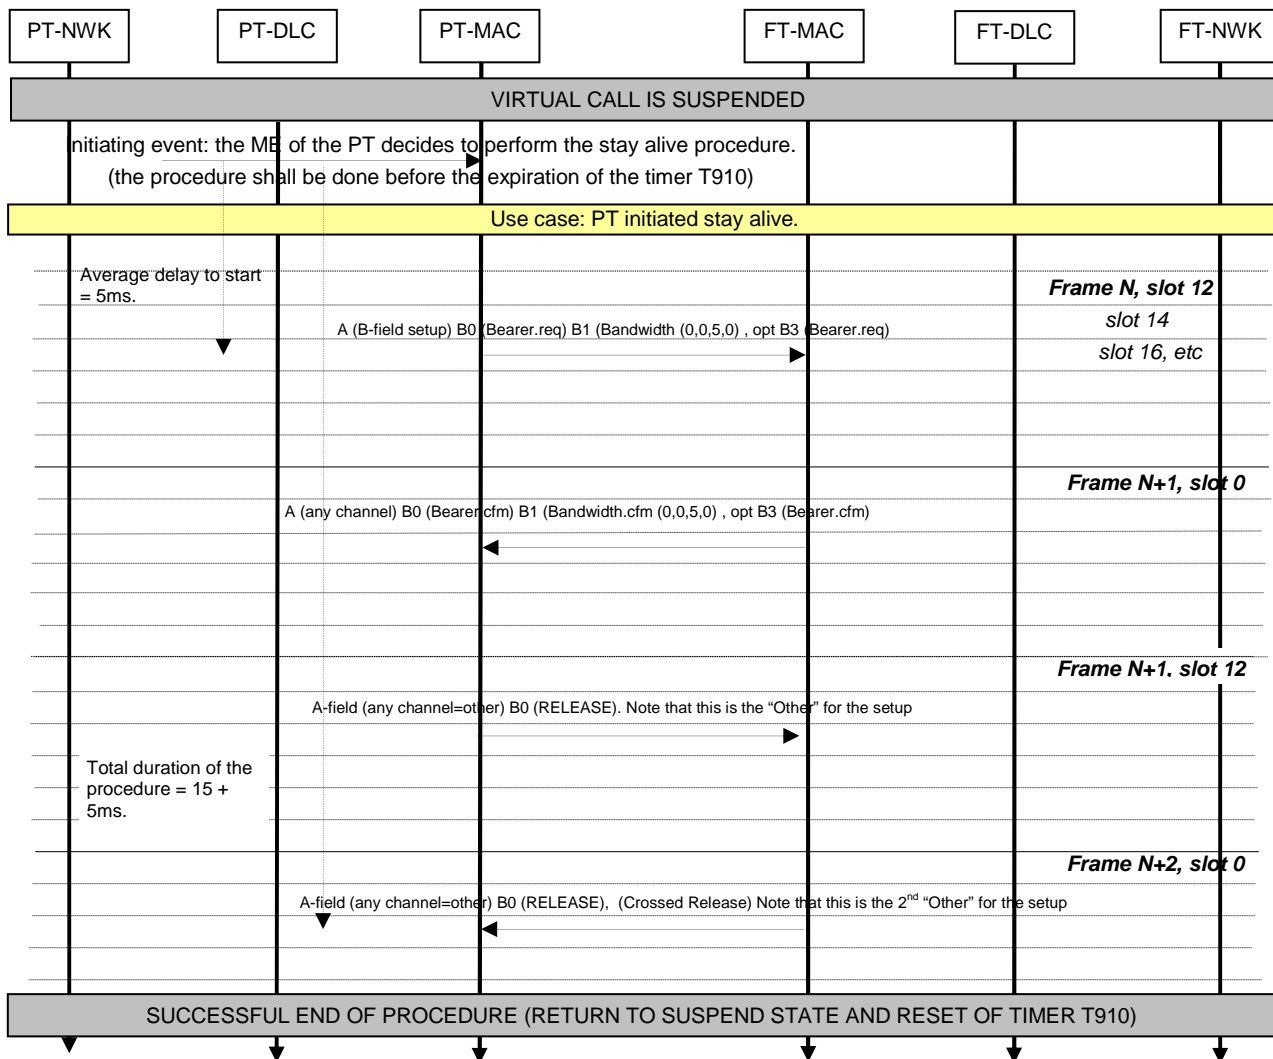 PT-NWK PT-DLC PT-MAC FT-MAC FT-DLC FT-NWK
VIRTUAL CALL IS SUSPENDED
Initiating event: the ME of the PT decides to perform the stay alive procedure.
(the procedure shall be done before the expiration of the timer T910)
Use case: PT initiated stay alive.
Average delay to start
= 5ms.
Frame N, slot 12
slot 14
slot 16, etc
A (B-field setup) B0 (Bearer.req) B1 (Bandwidth (0,0,5,0) , opt B3 (Bearer.req)
Frame N+1, slot 0
A (any channel) B0 (Bearer.cfm) B1 (Bandwidth.cfm (0,0,5,0) , opt B3 (Bearer.cfm)
Frame N+1, slot 12
A-field (any channel=other) B0 (RELEASE). Note that this is the “Other” for the setup
Total duration of the
procedure = 15 +
5ms.
Frame N+2, slot 0
A-field (any channel=other) B0 (RELEASE), (Crossed Release) Note that this is the 2nd “Other” for the setup
SUCCESSFUL END OF PROCEDURE (RETURN TO SUSPEND STATE AND RESET OF TIMER T910)